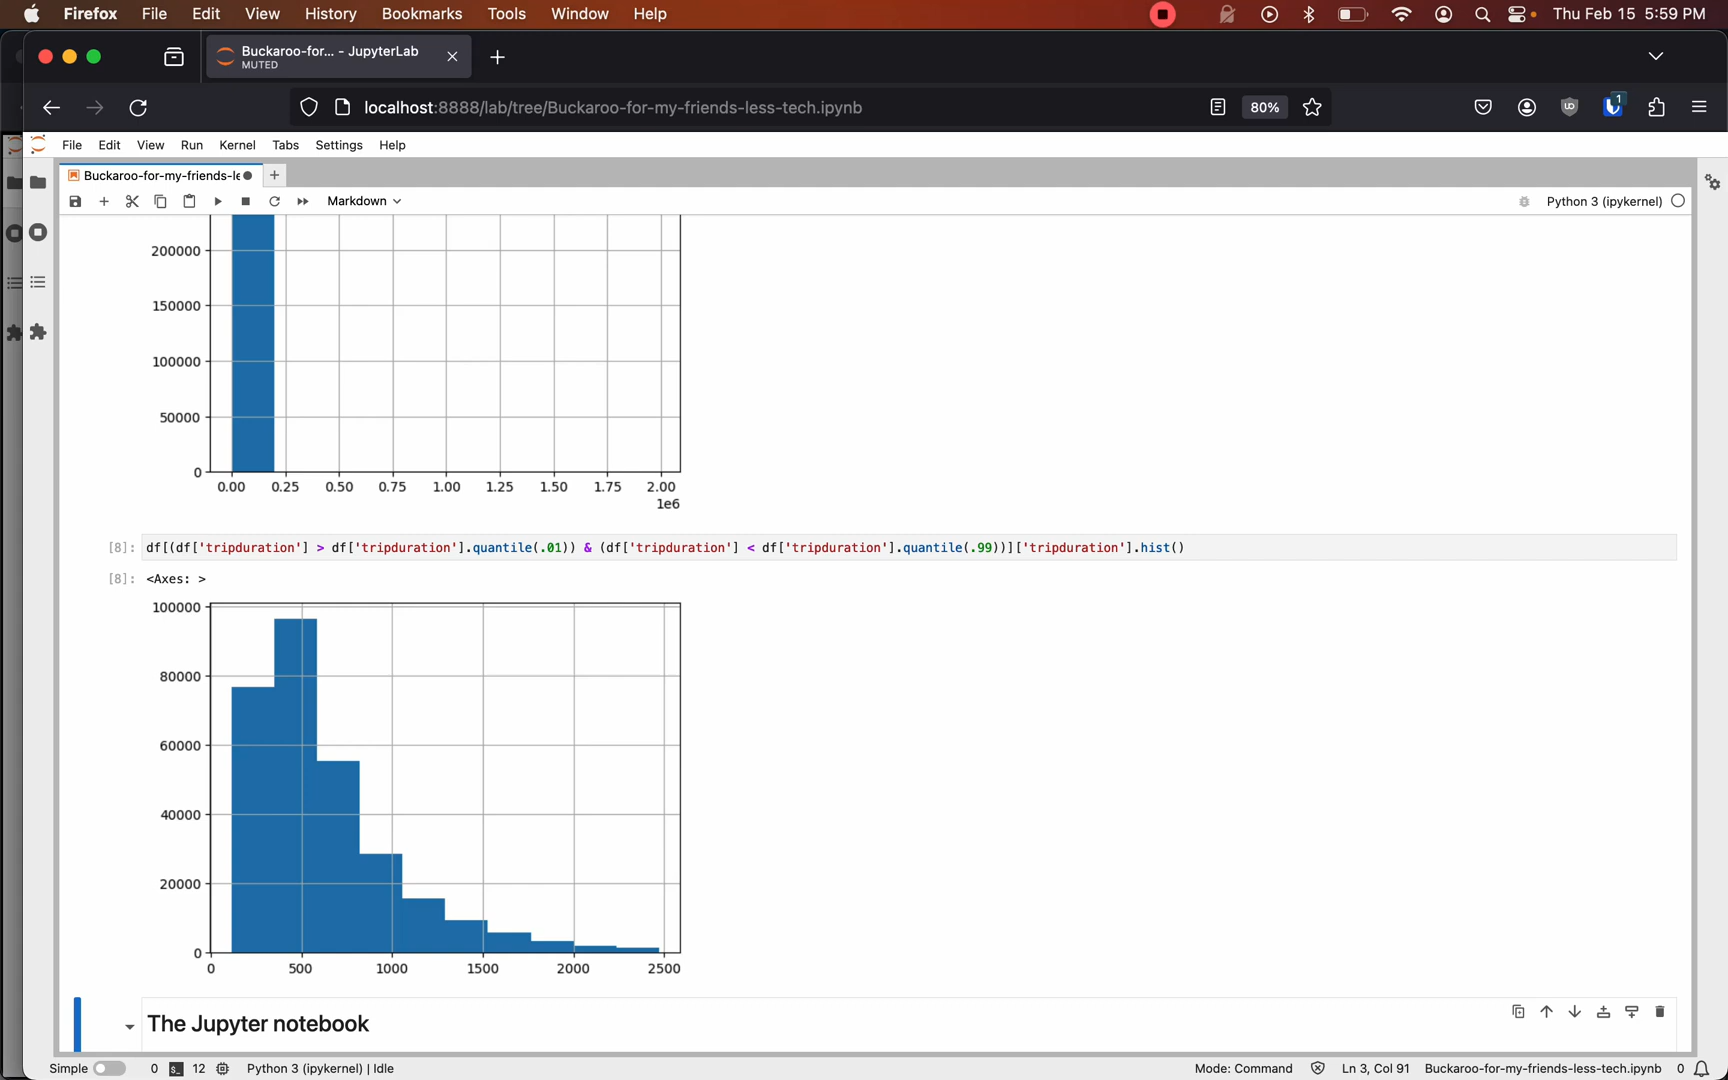 Firefox File Edit View History Bookmarks Tools Window Help Thu Feb 15 5:59 PM
Buckaroo-for... - JupyterLab
MUTED
localhost:8888/lab/tree/Buckaroo-for-my-friends-less-tech.ipynb 80% 1
File Edit View Run Kernel Tabs Settings Help
Buckaroo-for-my-friends-le
Markdown Python 3 (ipykernel)
200000
150000
100000
50000
0
0.00 0.25 0.50 0.75 1.00 1.25 1.50 1.75 2.00
1e6
[8]: df[(df['tripduration'] > df['tripduration'].quantile(.01)) & (df['tripduration'] < df['tripduration'].quantile(.99))]['tripduration'].hist()
[8]: <Axes: >
100000
80000
60000
40000
20000
0
0 500 1000 1500 2000 2500
The Jupyter notebook
Simple 0 12 Python 3 (ipykernel) | Idle Mode: Command Ln 3, Col 91 Buckaroo-for-my-friends-less-tech.ipynb 0